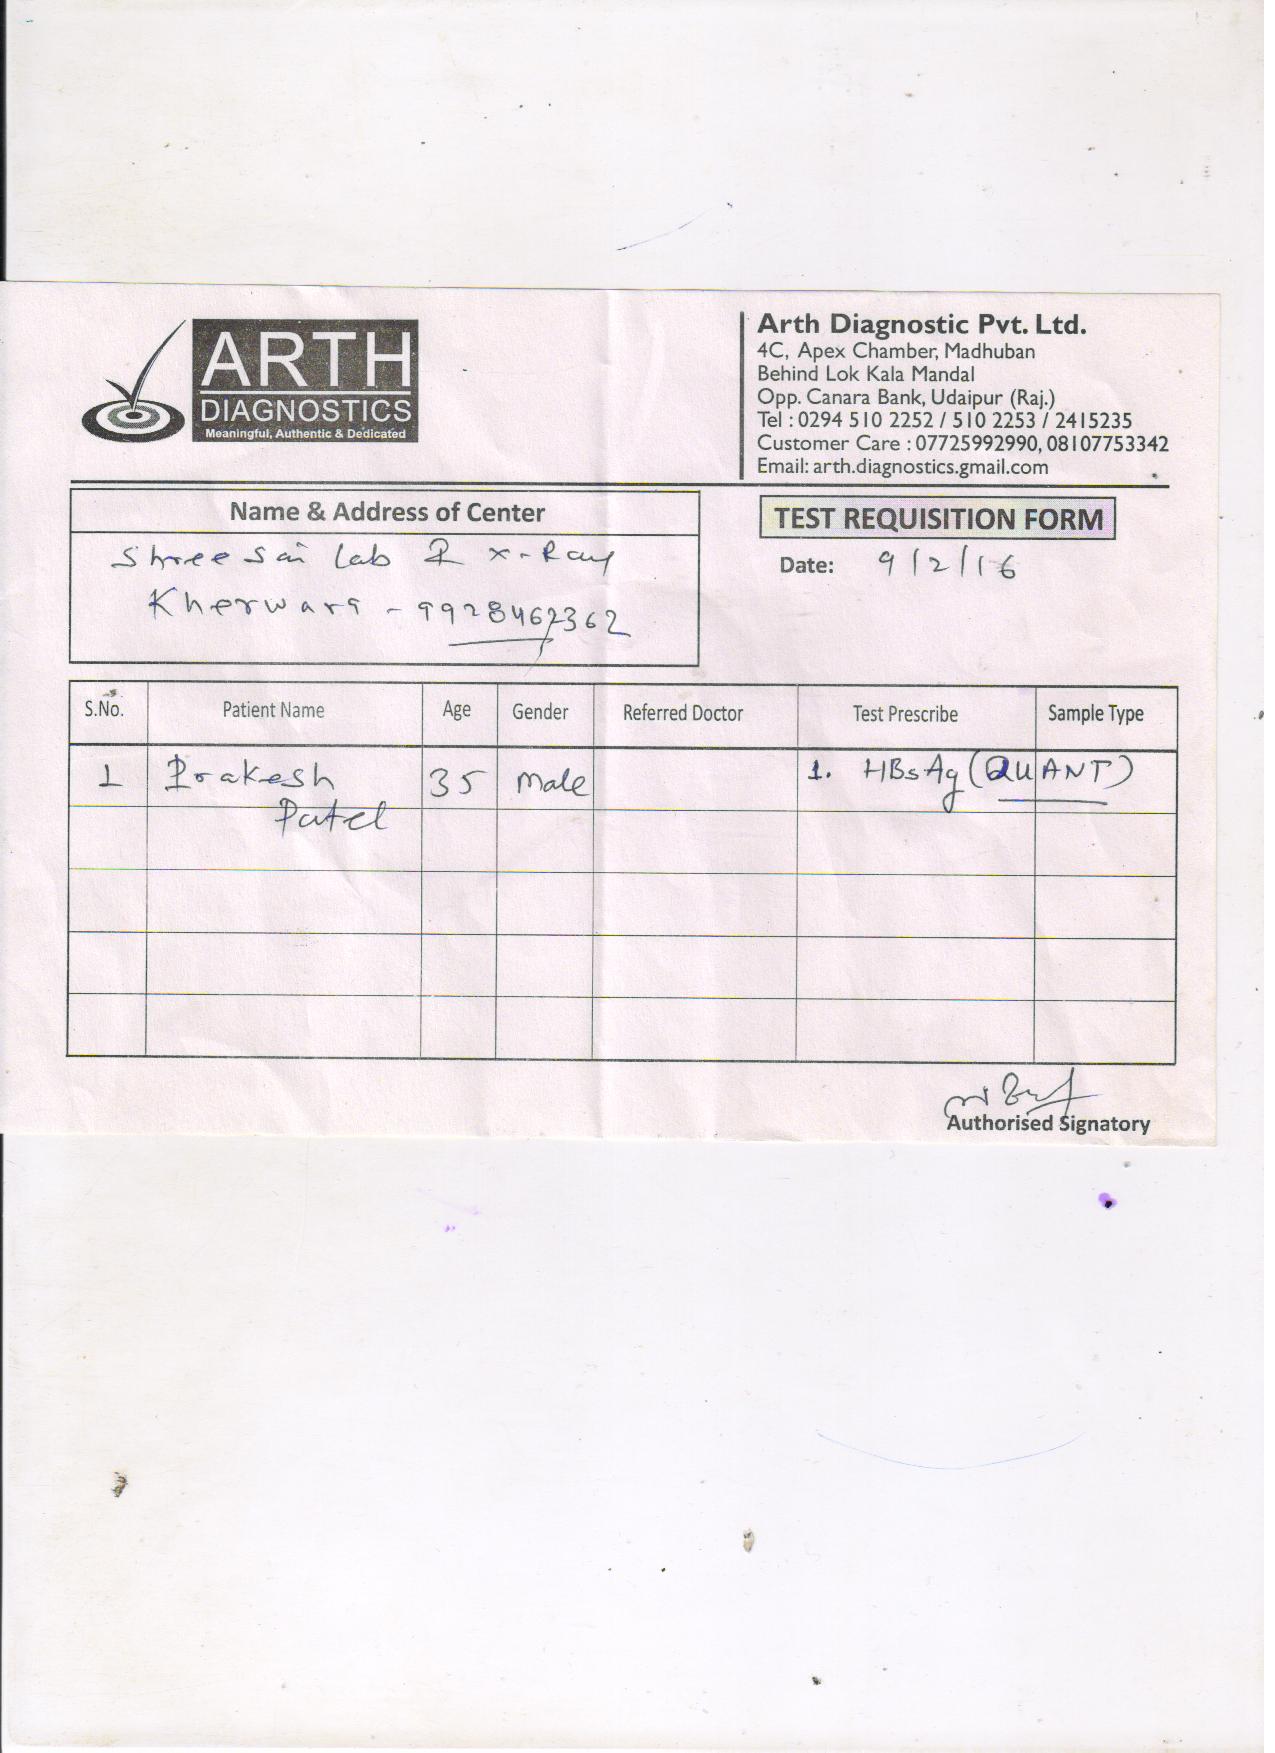 ARTH
DIAGNOSTICS
Meaningful, Authentic & Dedicated
Arth Diagnostic Pvt. Ltd.
4C, Apex Chamber, Madhuban
Behind Lok Kala Mandal
Opp. Canara Bank, Udaipur (Raj.)
Tel : 0294 510 2252 / 510 2253 / 2415235
Customer Care : 07725992990, 08107753342
Email: arth.diagnostics.gmail.com
Name & Address of Center
Shree Sai Lab & X-Ray
Kherwara - 9928467362
TEST REQUISITION FORM
Date: 9/2/16
S.No. Patient Name Age Gender Referred Doctor Test Prescribe Sample Type
1 Prakesh 35 Male 1. HBsAg (QUANT)
Patel
Authorised Signatory